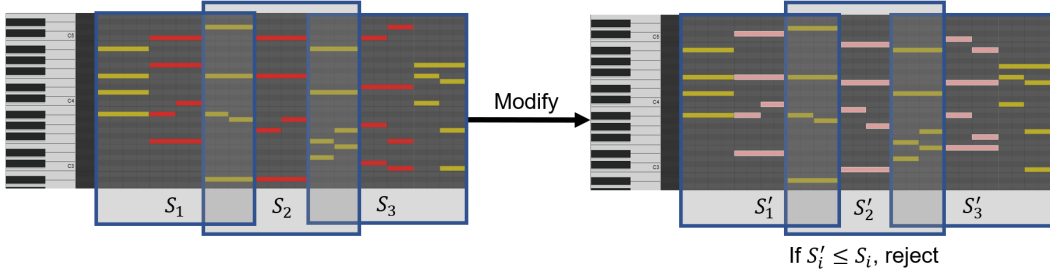 C5
C4
C3
S₁
S₂
S₃
Modify
C5
C4
C3
S′₁
S′₂
S′₃
If S′ᵢ ≤ Sᵢ, reject